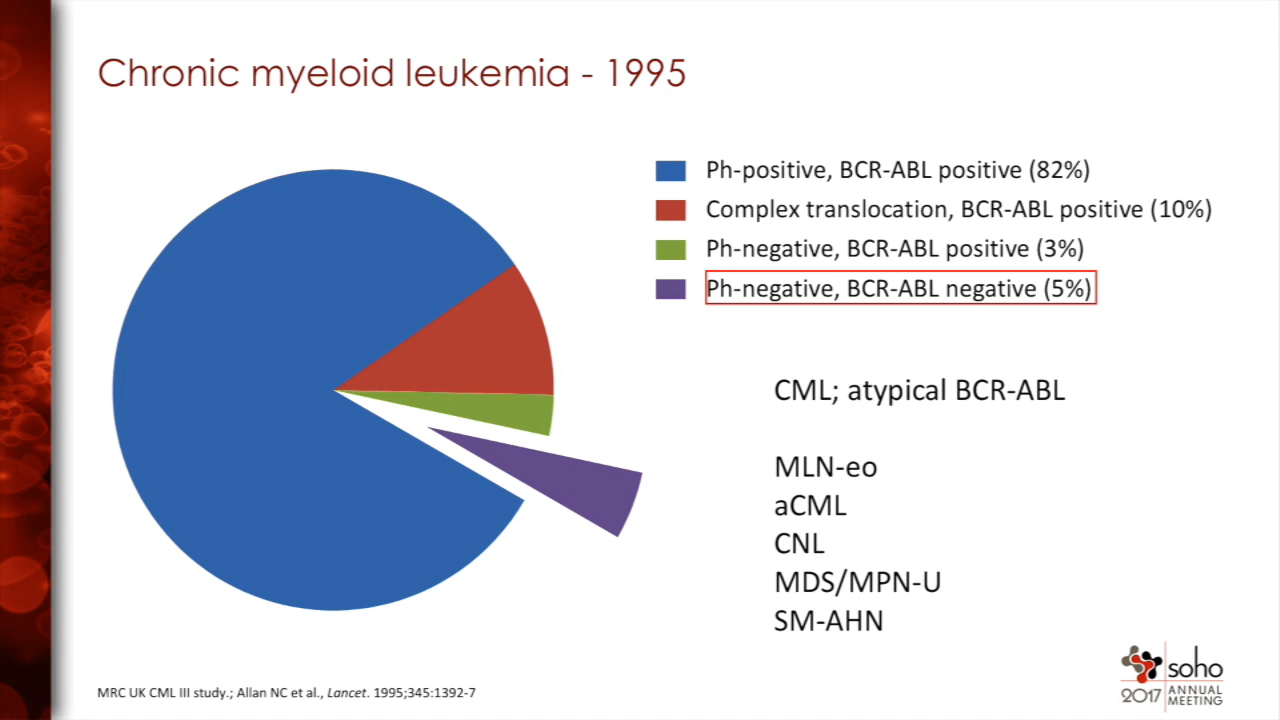 Chronic myeloid leukemia - 1995
Ph-positive, BCR-ABL positive (82%)
Complex translocation, BCR-ABL positive (10%)
Ph-negative, BCR-ABL positive (3%)
Ph-negative, BCR-ABL negative (5%)
CML; atypical BCR-ABL
MLN-eo
aCML
CNL
MDS/MPN-U
SM-AHN
MRC UK CML III study.; Allan NC et al., Lancet. 1995;345:1392-7
soho
2017 ANNUAL
MEETING